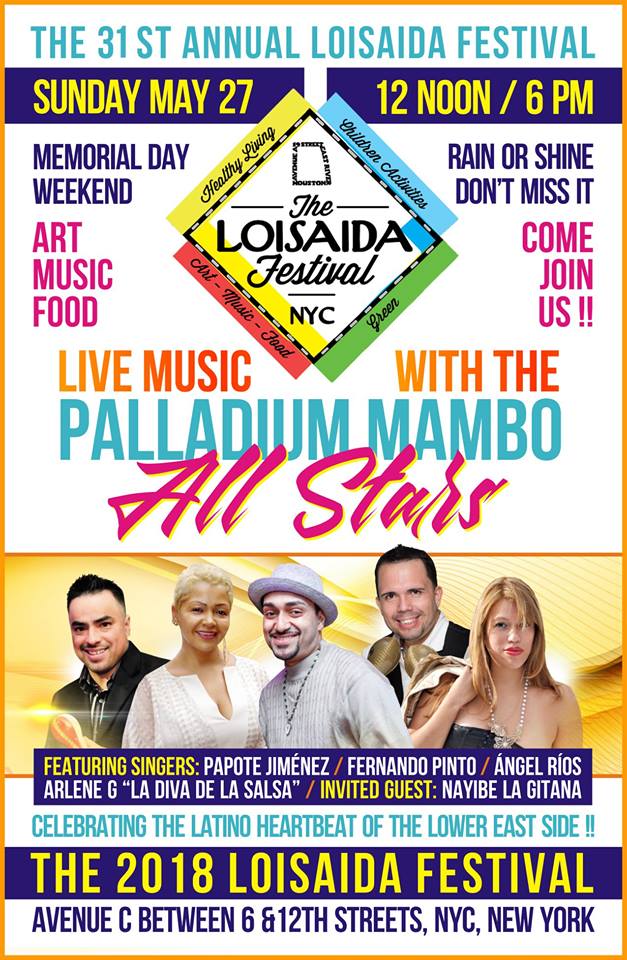 THE 31ST ANNUAL LOISAIDA FESTIVAL
SUNDAY MAY 27
12 NOON / 6 PM
MEMORIAL DAY
WEEKEND
ART
MUSIC
FOOD
RAIN OR SHINE
DON'T MISS IT
COME
JOIN
US !!
Healthy Living
Children Activities
AVENUE A
14 STREET
EAST RIVER
HOUSTON
The
LOISAIDA
Festival
NYC
Art - Music - Food
Green
LIVE MUSIC WITH THE
PALLADIUM MAMBO
All Stars
FEATURING SINGERS: PAPOTE JIMÉNEZ / FERNANDO PINTO / ÁNGEL RÍOS
ARLENE G "LA DIVA DE LA SALSA" / INVITED GUEST: NAYIBE LA GITANA
CELEBRATING THE LATINO HEARTBEAT OF THE LOWER EAST SIDE !!
THE 2018 LOISAIDA FESTIVAL
AVENUE C BETWEEN 6 &12TH STREETS, NYC, NEW YORK